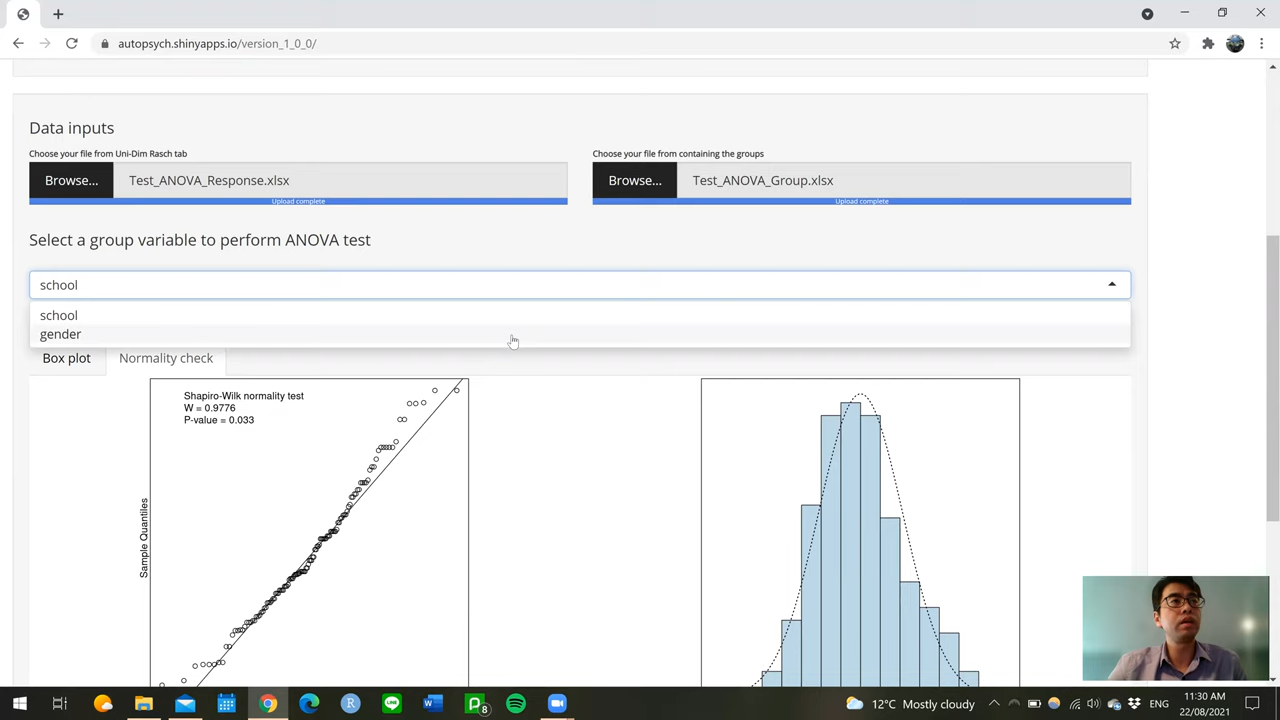 autopsych.shinyapps.io/version_1_0_0/
Data inputs
Choose your file from Uni-Dim Rasch tab
Choose your file from containing the groups
Browse...
Test_ANOVA_Response.xlsx
Browse...
Test_ANOVA_Group.xlsx
Upload complete
Upload complete
Select a group variable to perform ANOVA test
school
school
gender
Box plot
Normality check
Shapiro-Wilk normality test
W = 0.9776
P-value = 0.033
Sample Quantiles
12°C Mostly cloudy
ENG
11:30 AM
22/08/2021
8